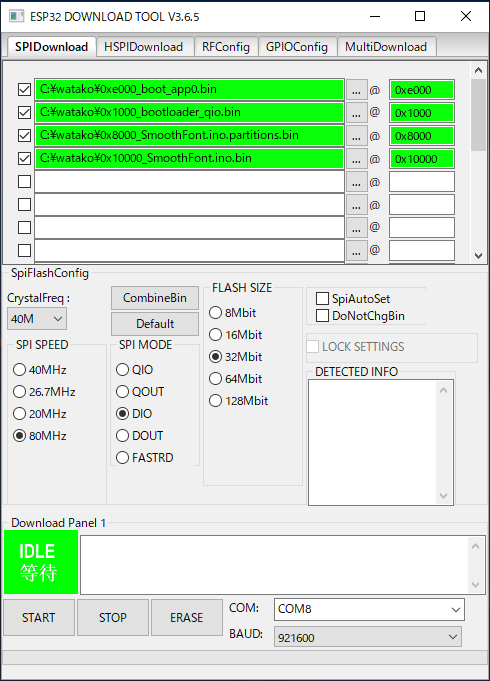 ESP32 DOWNLOAD TOOL V3.6.5
SPIDownload HSPIDownload RFConfig GPIOConfig MultiDownload
C:¥watako¥0xe000_boot_app0.bin ... @ 0xe000
C:¥watako¥0x1000_bootloader_qio.bin ... @ 0x1000
C:¥watako¥0x8000_SmoothFont.ino.partitions.bin ... @ 0x8000
C:¥watako¥0x10000_SmoothFont.ino.bin ... @ 0x10000
... @
... @
... @
... @
SpiFlashConfig
CrystalFreq :
40M
CombineBin
Default
SPI SPEED
40MHz
26.7MHz
20MHz
80MHz
SPI MODE
QIO
QOUT
DIO
DOUT
FASTRD
FLASH SIZE
8Mbit
16Mbit
32Mbit
64Mbit
128Mbit
SpiAutoSet
DoNotChgBin
LOCK SETTINGS
DETECTED INFO
Download Panel 1
IDLE
等待
START STOP ERASE
COM: COM8
BAUD: 921600